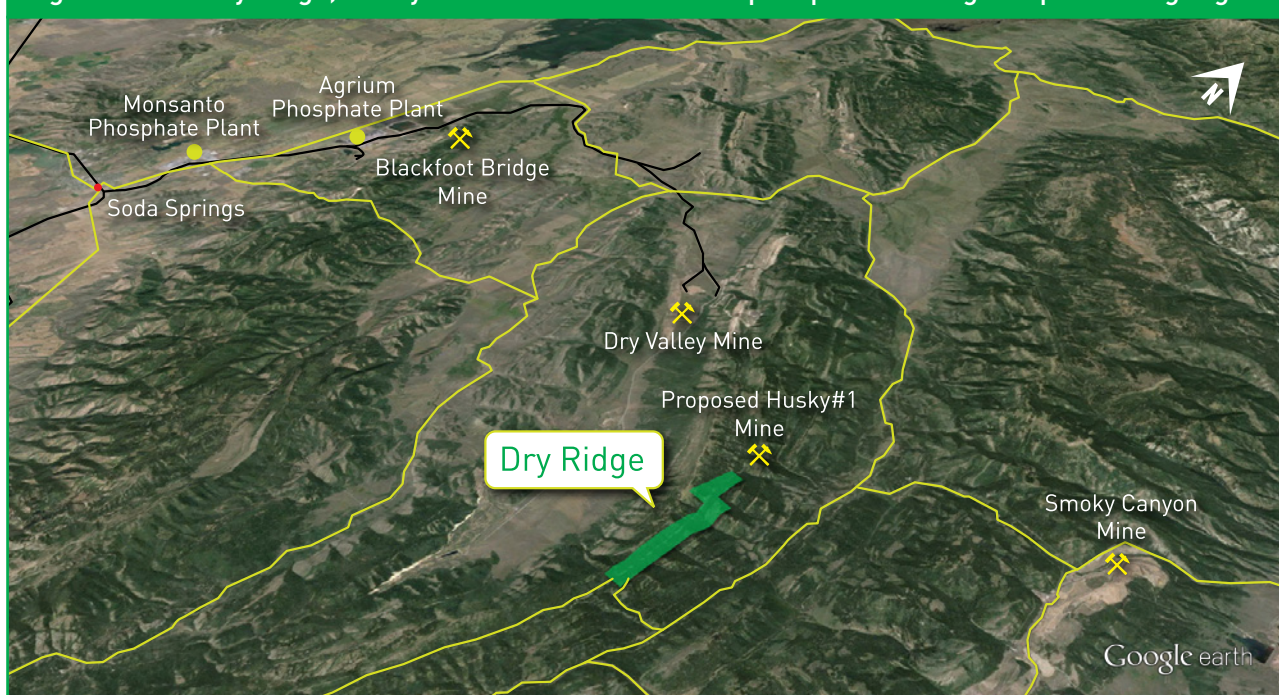 Monsanto
Phosphate Plant
Agrium
Phosphate Plant
Blackfoot Bridge
Mine
Soda Springs
N
Dry Valley Mine
Proposed Husky#1
Mine
Dry Ridge
Smoky Canyon
Mine
Google earth